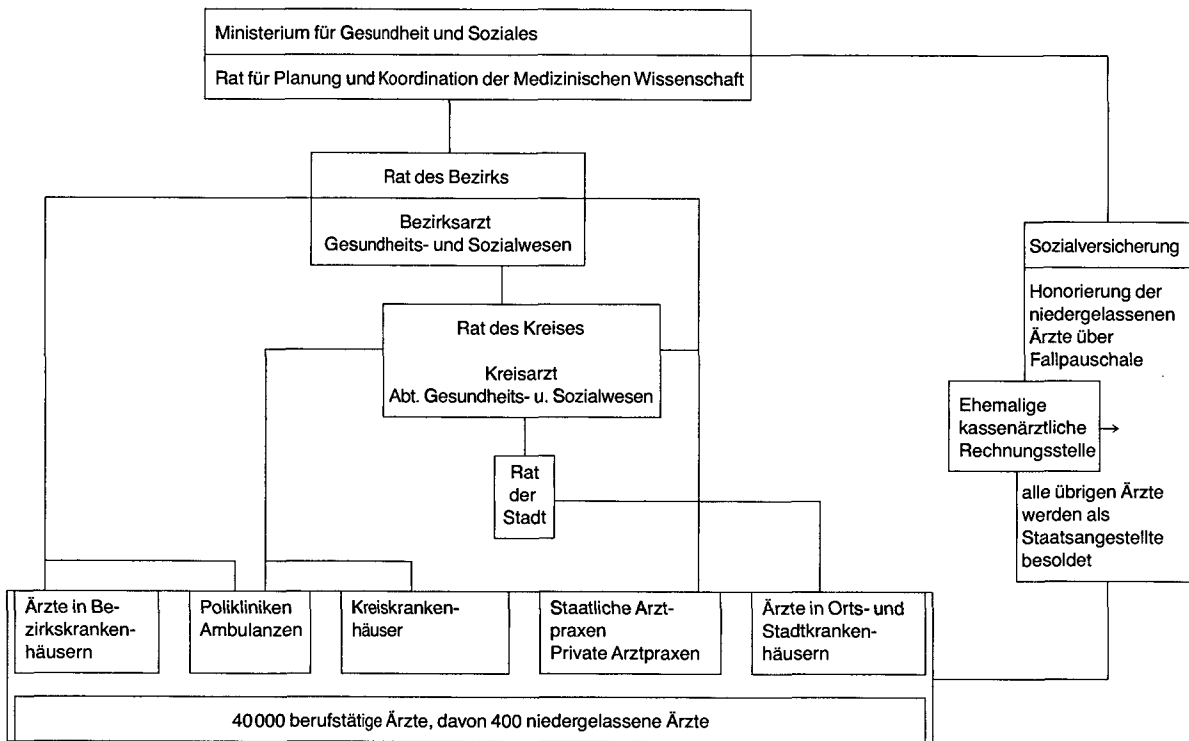 Ministerium für Gesundheit und Soziales
Rat für Planung und Koordination der Medizinischen Wissenschaft
Rat des Bezirks
Bezirksarzt
Gesundheits- und Sozialwesen
Rat des Kreises
Kreisarzt
Abt. Gesundheits- u. Sozialwesen
Rat
der
Stadt
Sozialversicherung
Honorierung der
niedergelassenen
Ärzte über
Fallpauschale
Ehemalige
kassenärztliche →
Rechnungsstelle
alle übrigen Ärzte
werden als
Staatsangestellte
besoldet
Ärzte in Be-
zirkskranken-
häusern
Polikliniken
Ambulanzen
Kreiskranken-
häuser
Staatliche Arzt-
praxen
Private Arztpraxen
Ärzte in Orts- und
Stadtkranken-
häusern
40000 berufstätige Ärzte, davon 400 niedergelassene Ärzte